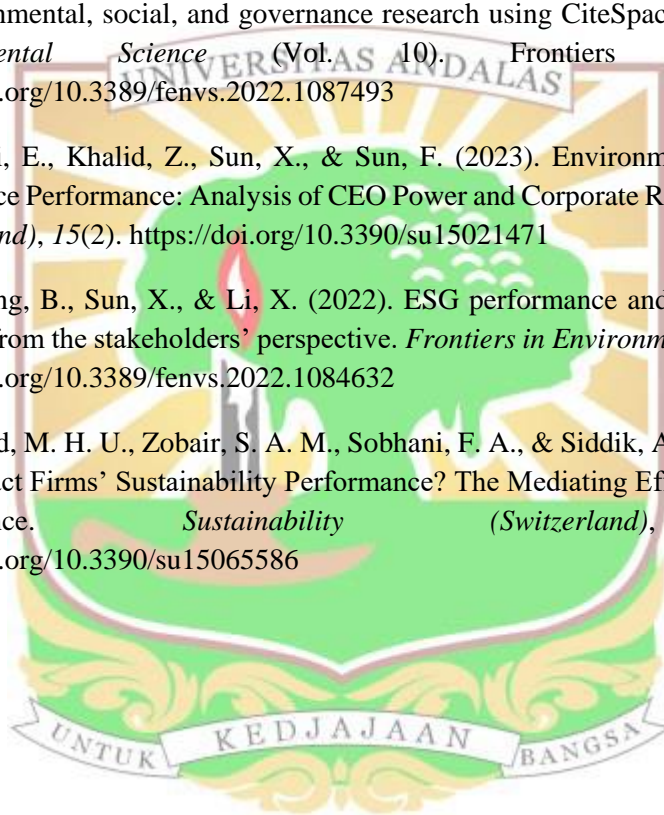 nmental, social, and governance research using CiteSpac
ental Science (Vol. 10). Frontiers
UNIVERSITAS ANDALAS
.org/10.3389/fenvs.2022.1087493
i, E., Khalid, Z., Sun, X., & Sun, F. (2023). Environm
ce Performance: Analysis of CEO Power and Corporate R
nd), 15(2). https://doi.org/10.3390/su15021471
ng, B., Sun, X., & Li, X. (2022). ESG performance and
from the stakeholders' perspective. Frontiers in Environm
.org/10.3389/fenvs.2022.1084632
d, M. H. U., Zobair, S. A. M., Sobhani, F. A., & Siddik, A
act Firms' Sustainability Performance? The Mediating Ef
nce. Sustainability (Switzerland),
.org/10.3390/su15065586
UNTUK KEDJAJAAN BANGSA